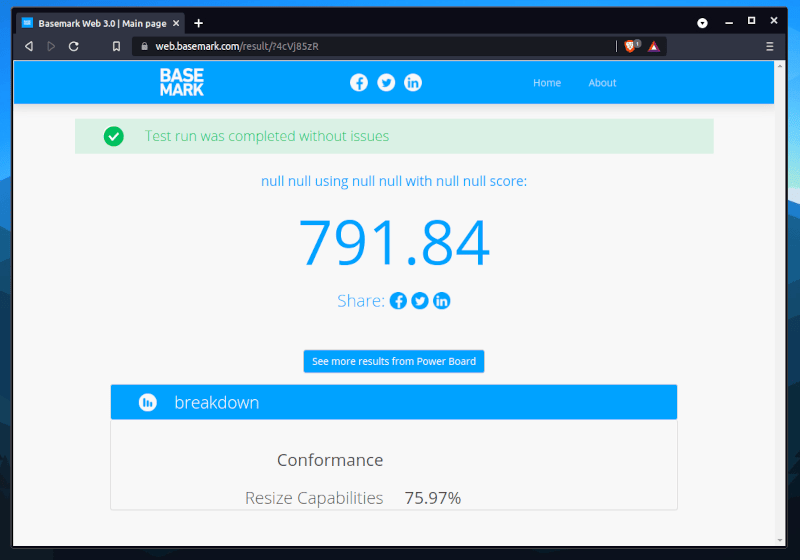 Basemark Web 3.0 | Main page
web.basemark.com/result/?4cVj85zR
1
BASE
MARK
Home
About
Test run was completed without issues
null null using null null with null null score:
791.84
Share:
See more results from Power Board
breakdown
Conformance
Resize Capabilities 75.97%